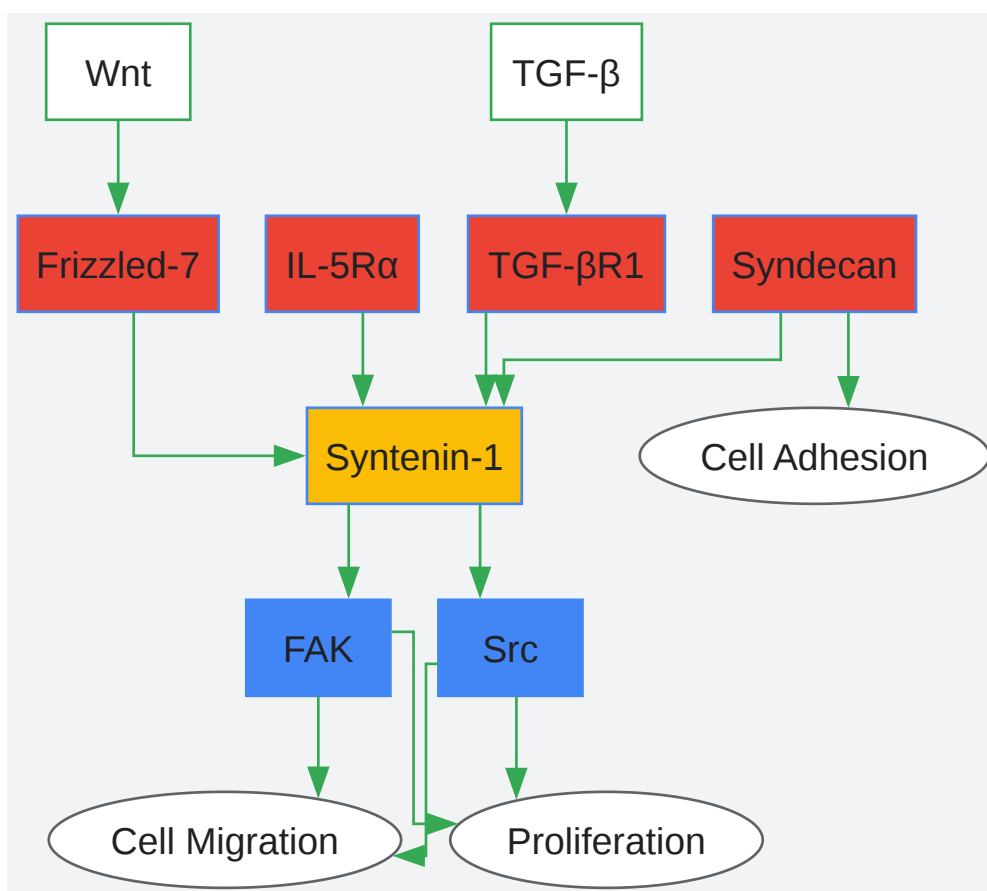 Wnt
TGF-β
Frizzled-7
IL-5Rα
TGF-βR1
Syndecan
Syntenin-1
Cell Adhesion
FAK
Src
Cell Migration
Proliferation